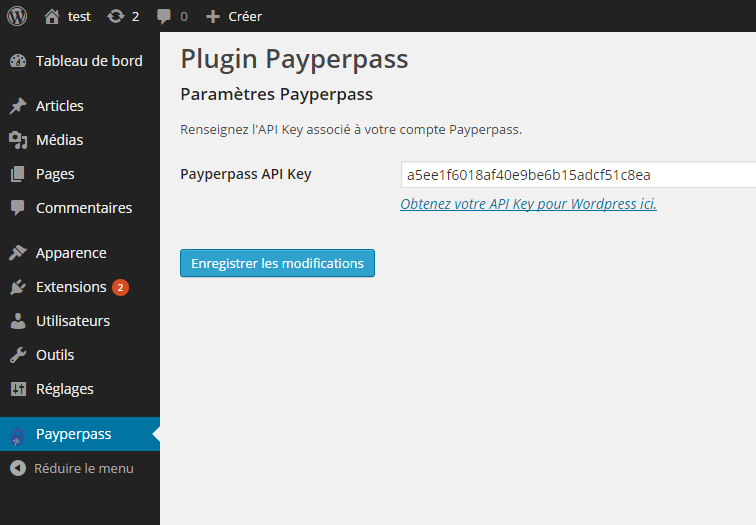 test 2 0 Créer
Tableau de bord
Articles
Médias
Pages
Commentaires
Apparence
Extensions 2
Utilisateurs
Outils
Réglages
Payperpass
Réduire le menu
Plugin Payperpass
Paramètres Payperpass
Renseignez l'API Key associé à votre compte Payperpass.
Payperpass API Key a5ee1f6018af40e9be6b15adcf51c8ea
Obtenez votre API Key pour Wordpress ici.
Enregistrer les modifications